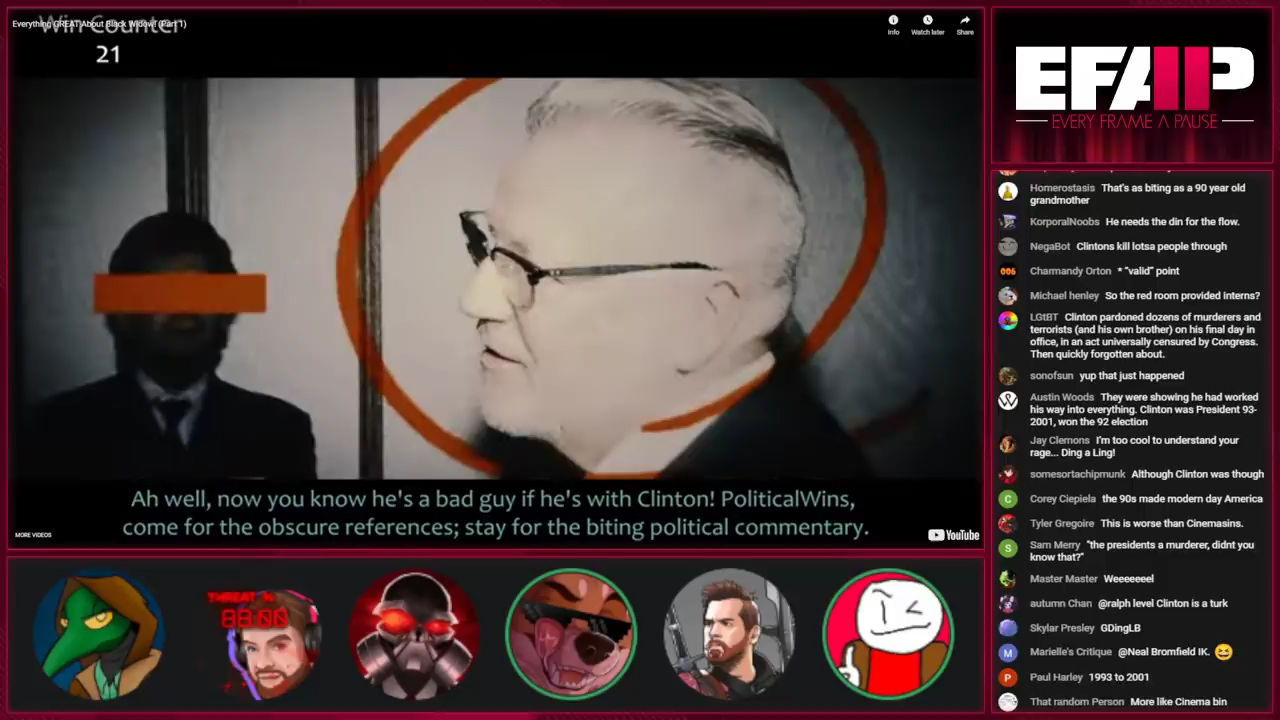 Everything GREAT About Black Widow! (Part 1)
Win Counter
21
Info
Watch later
Share
Ah well, now you know he's a bad guy if he's with Clinton! PoliticalWins,
come for the obscure references; stay for the biting political commentary.
MORE VIDEOS
YouTube
THREAT IN
88:00
EFAP
EVERY FRAME A PAUSE
Homerostasis That's as biting as a 90 year old
grandmother
KorporalNoobs He needs the din for the flow.
NegaBot Clintons kill lotsa people through
006
Charmandy Orton * "valid" point
Michael henley So the red room provided interns?
LGtBT Clinton pardoned dozens of murderers and
terrorists (and his own brother) on his final day in
office, in an act universally censured by Congress.
Then quickly forgotten about.
sonofsun yup that just happened
Austin Woods They were showing he had worked
his way into everything. Clinton was President 93-
2001, won the 92 election
Jay Clemons I'm too cool to understand your
rage... Ding a Ling!
somesortachipmunk Although Clinton was though
C
Corey Ciepiela the 90s made modern day America
Tyler Gregoire This is worse than Cinemasins.
S
Sam Merry "the presidents a murderer, didnt you
know that?"
Master Master Weeeeeeel
autumn Chan @ralph level Clinton is a turk
Skylar Presley GDingLB
M
Marielle's Critique @Neal Bromfield IK. 😆
P
Paul Harley 1993 to 2001
That random Person More like Cinema bin